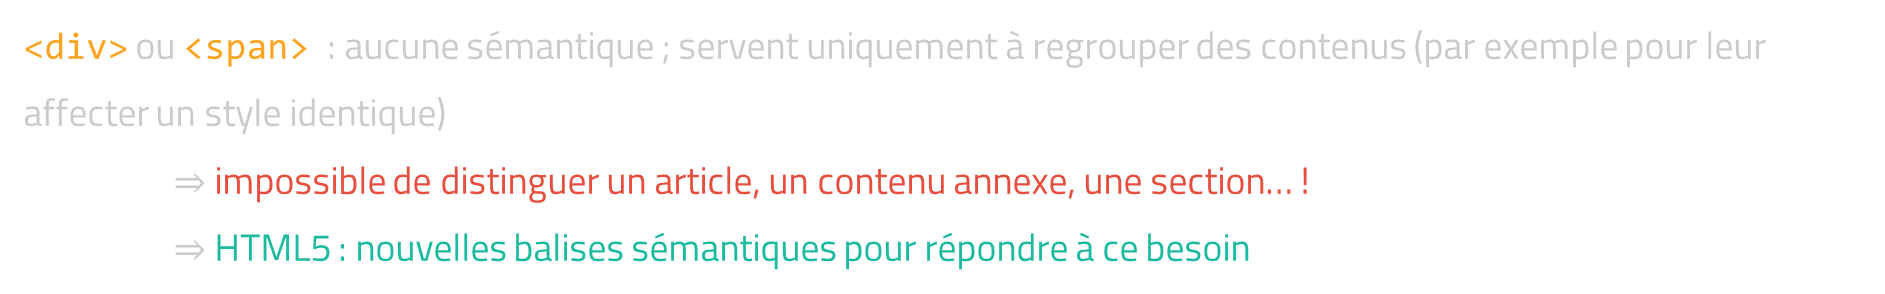 <div> ou <span> : aucune sémantique ; servent uniquement à regrouper des contenus (par exemple pour leur
affecter un style identique)
⇒ impossible de distinguer un article, un contenu annexe, une section… !
⇒ HTML5 : nouvelles balises sémantiques pour répondre à ce besoin